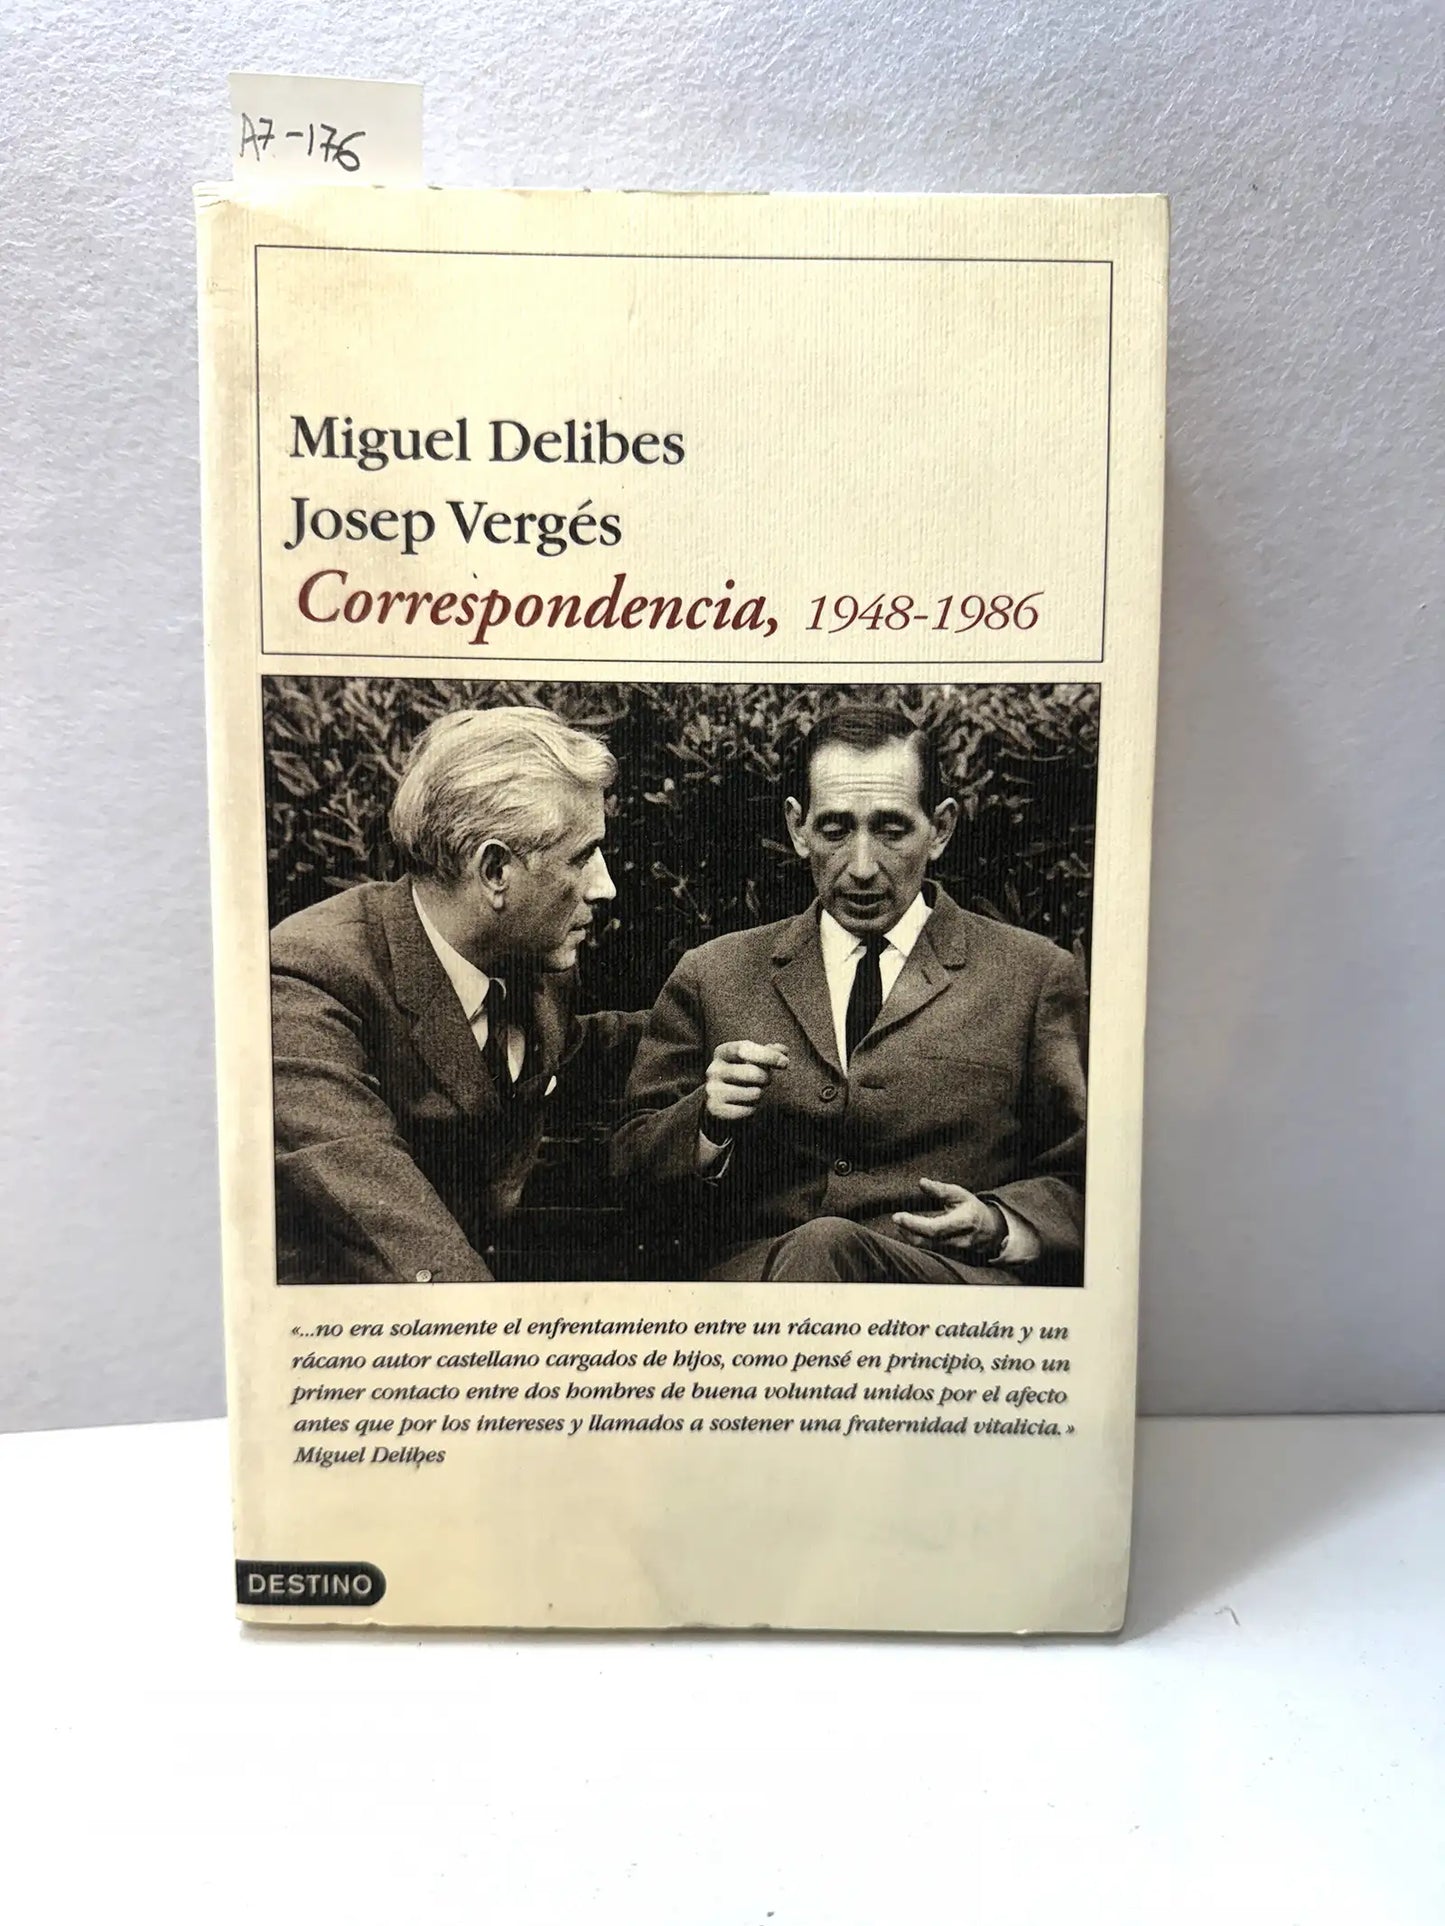 A7-176
Miguel Delibes
Josep Vergés
Correspondencia, 1948-1986
«...no era solamente el enfrentamiento entre un rácano editor catalán y un
rácano autor castellano cargados de hijos, como pensé en principio, sino un
primer contacto entre dos hombres de buena voluntad unidos por el afecto
antes que por los intereses y llamados a sostener una fraternidad vitalicia.»
Miguel Delibes
DESTINO